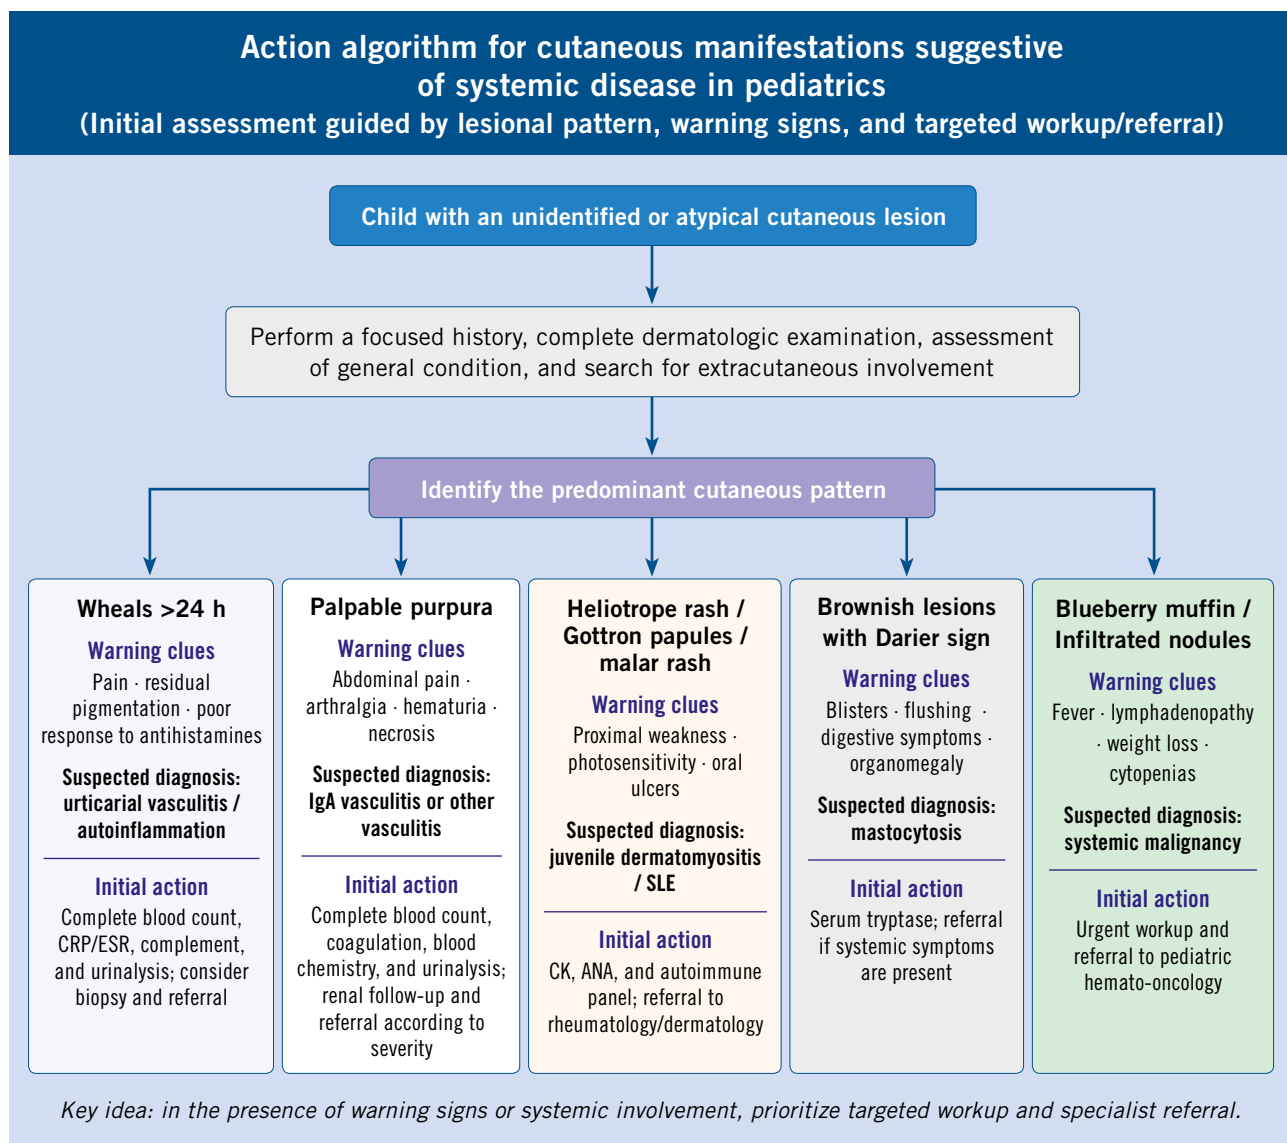 Action algorithm for cutaneous manifestations suggestive
of systemic disease in pediatrics
(Initial assessment guided by lesional pattern, warning signs, and targeted workup/referral)
Child with an unidentified or atypical cutaneous lesion
Perform a focused history, complete dermatologic examination, assessment
of general condition, and search for extracutaneous involvement
Identify the predominant cutaneous pattern
Wheals >24 h
Warning clues
Pain · residual
pigmentation · poor
response to antihistamines
Suspected diagnosis:
urticarial vasculitis /
autoinflammation
Initial action
Complete blood count,
CRP/ESR, complement,
and urinalysis; consider
biopsy and referral
Palpable purpura
Warning clues
Abdominal pain ·
arthralgia · hematuria ·
necrosis
Suspected diagnosis:
IgA vasculitis or other
vasculitis
Initial action
Complete blood count,
coagulation, blood
chemistry, and urinalysis;
renal follow-up and
referral according to
severity
Heliotrope rash /
Gottron papules /
malar rash
Warning clues
Proximal weakness ·
photosensitivity · oral
ulcers
Suspected diagnosis:
juvenile dermatomyositis
/ SLE
Initial action
CK, ANA, and autoimmune
panel; referral to
rheumatology/dermatology
Brownish lesions
with Darier sign
Warning clues
Blisters · flushing ·
digestive symptoms ·
organomegaly
Suspected diagnosis:
mastocytosis
Initial action
Serum tryptase; referral
if systemic symptoms
are present
Blueberry muffin /
Infiltrated nodules
Warning clues
Fever · lymphadenopathy
· weight loss ·
cytopenias
Suspected diagnosis:
systemic malignancy
Initial action
Urgent workup and
referral to pediatric
hemato-oncology
Key idea: in the presence of warning signs or systemic involvement, prioritize targeted workup and specialist referral.